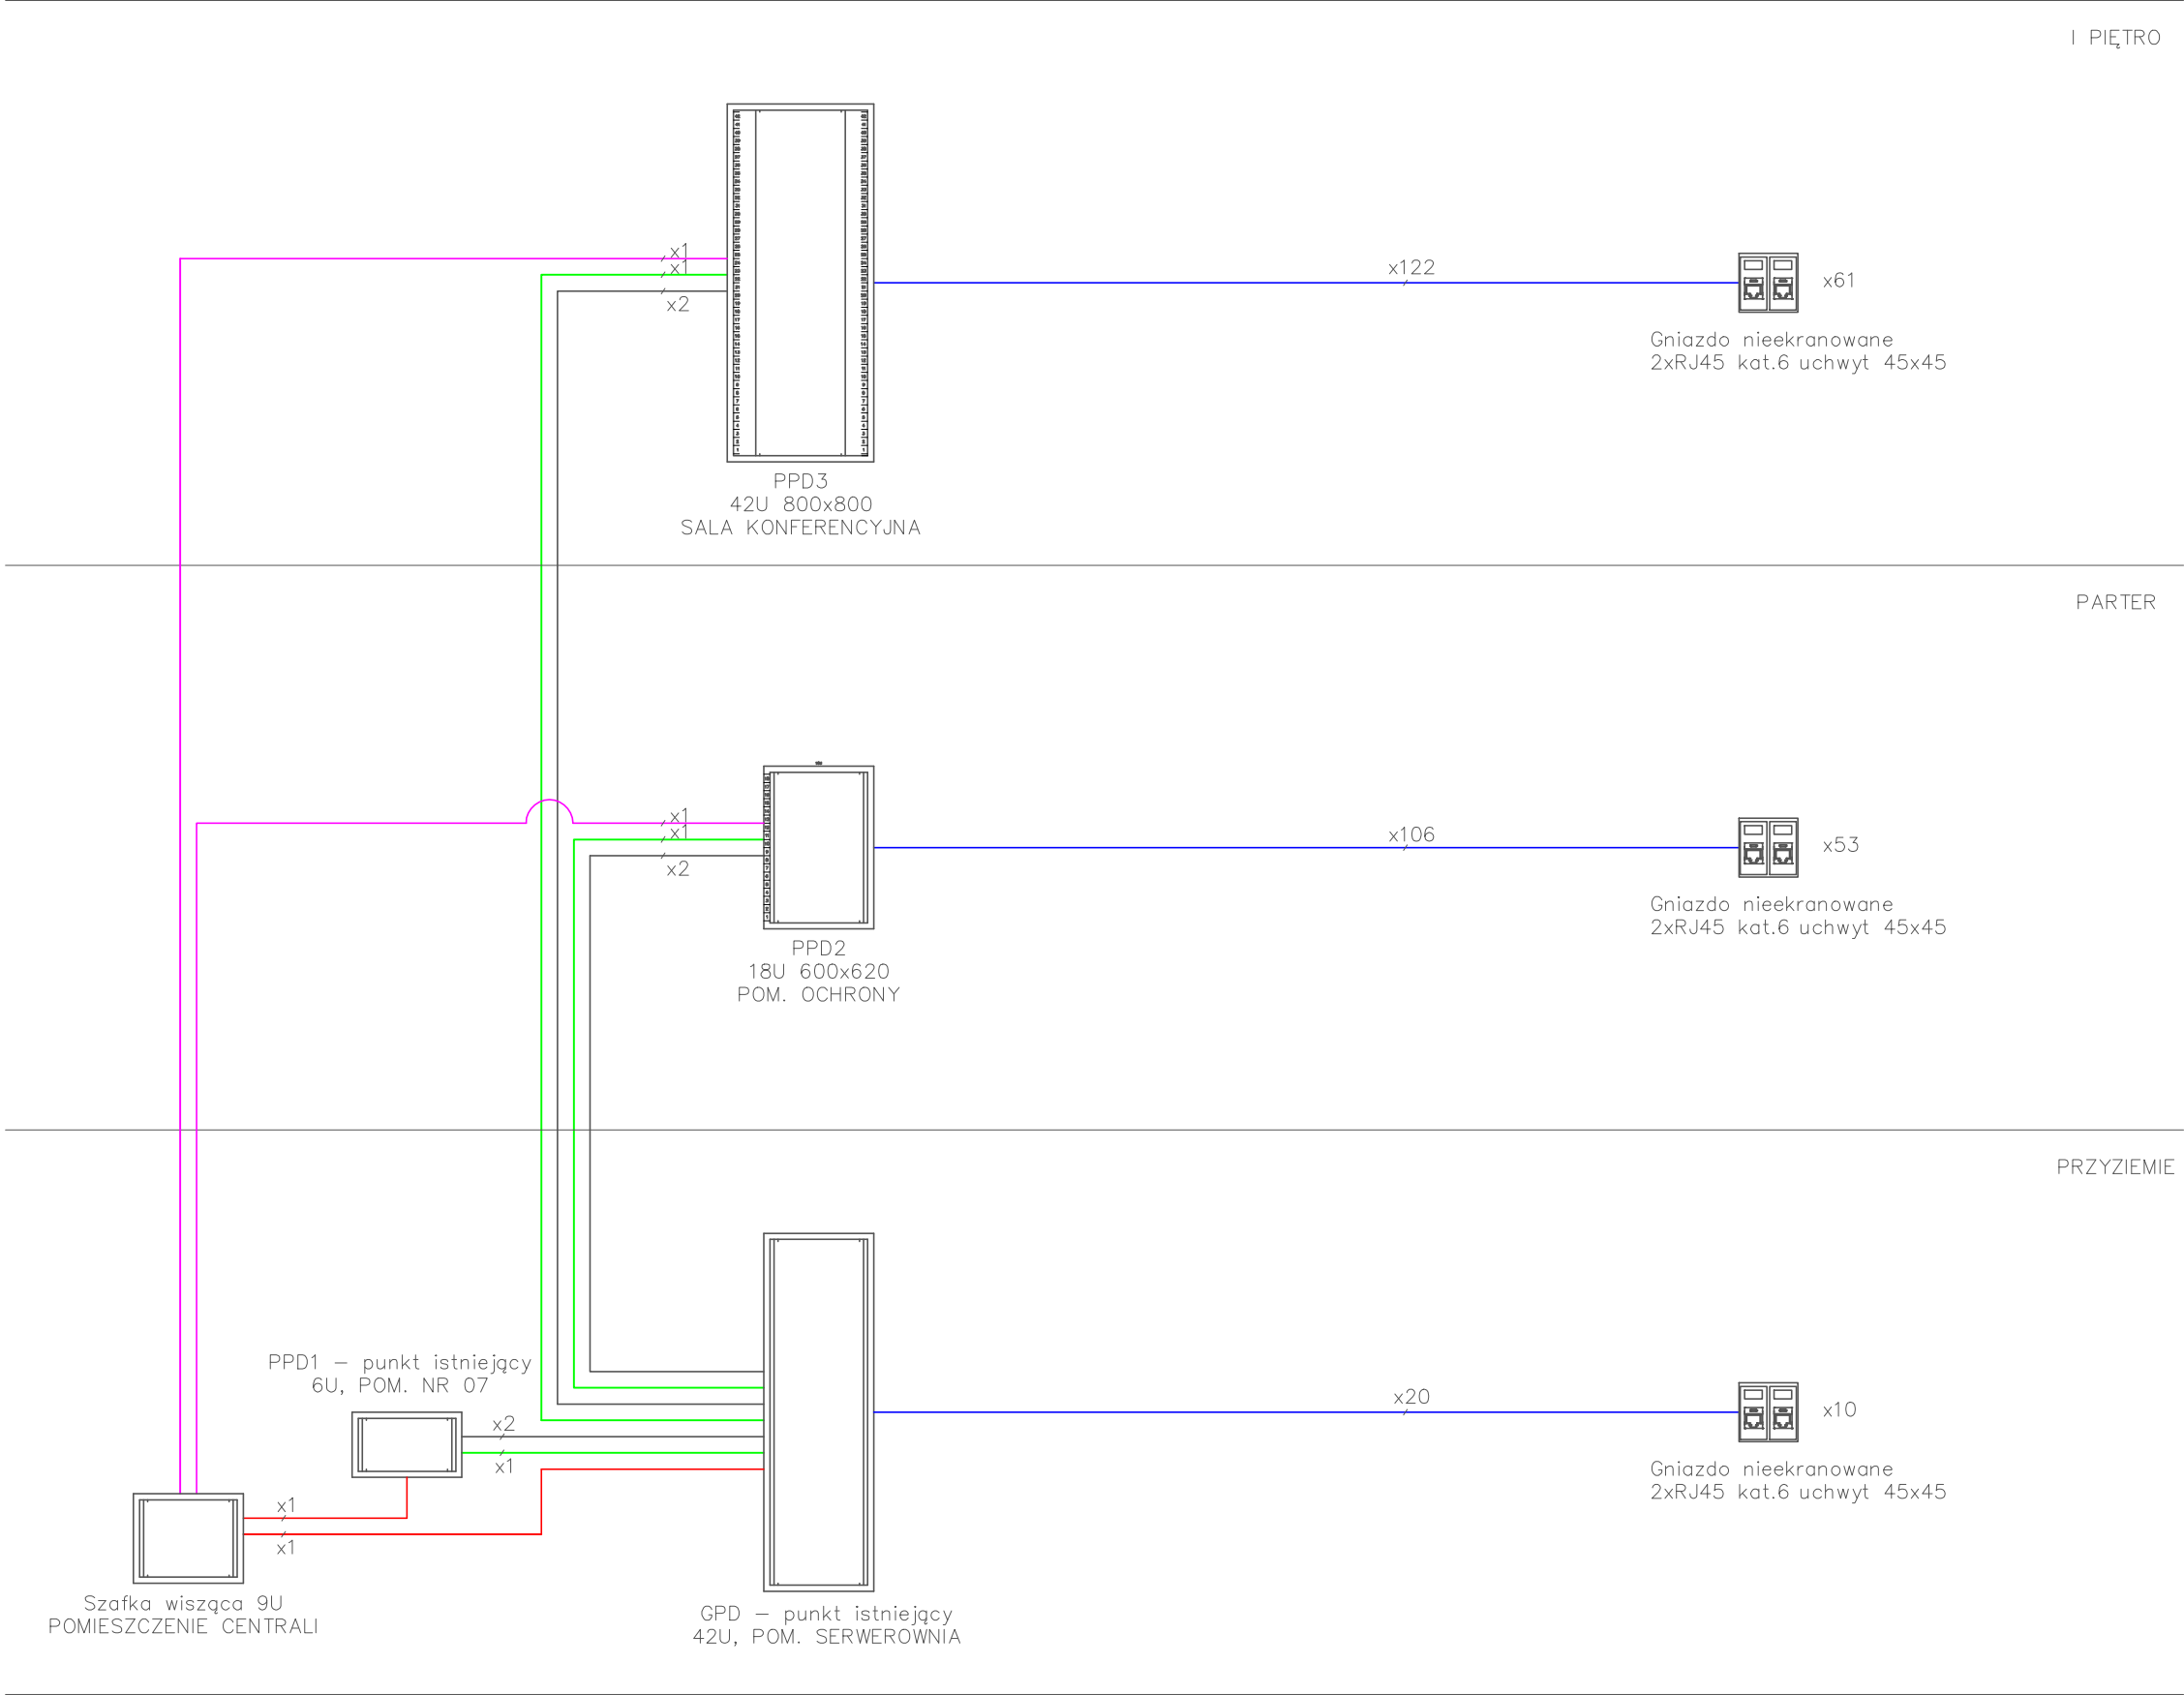 I PIĘTRO
x1
x1
x2
x122
x61
Gniazdo nieekranowane
2xRJ45 kat.6 uchwyt 45x45
PPD3
42U 800x800
SALA KONFERENCYJNA
PARTER
x1
x1
x2
x106
x53
Gniazdo nieekranowane
2xRJ45 kat.6 uchwyt 45x45
PPD2
18U 600x620
POM. OCHRONY
PRZYZIEMIE
PPD1 – punkt istniejący
6U, POM. NR 07
x2
x1
x20
x10
Gniazdo nieekranowane
2xRJ45 kat.6 uchwyt 45x45
x1
x1
Szafka wisząca 9U
POMIESZCZENIE CENTRALI
GPD – punkt istniejący
42U, POM. SERWEROWNIA